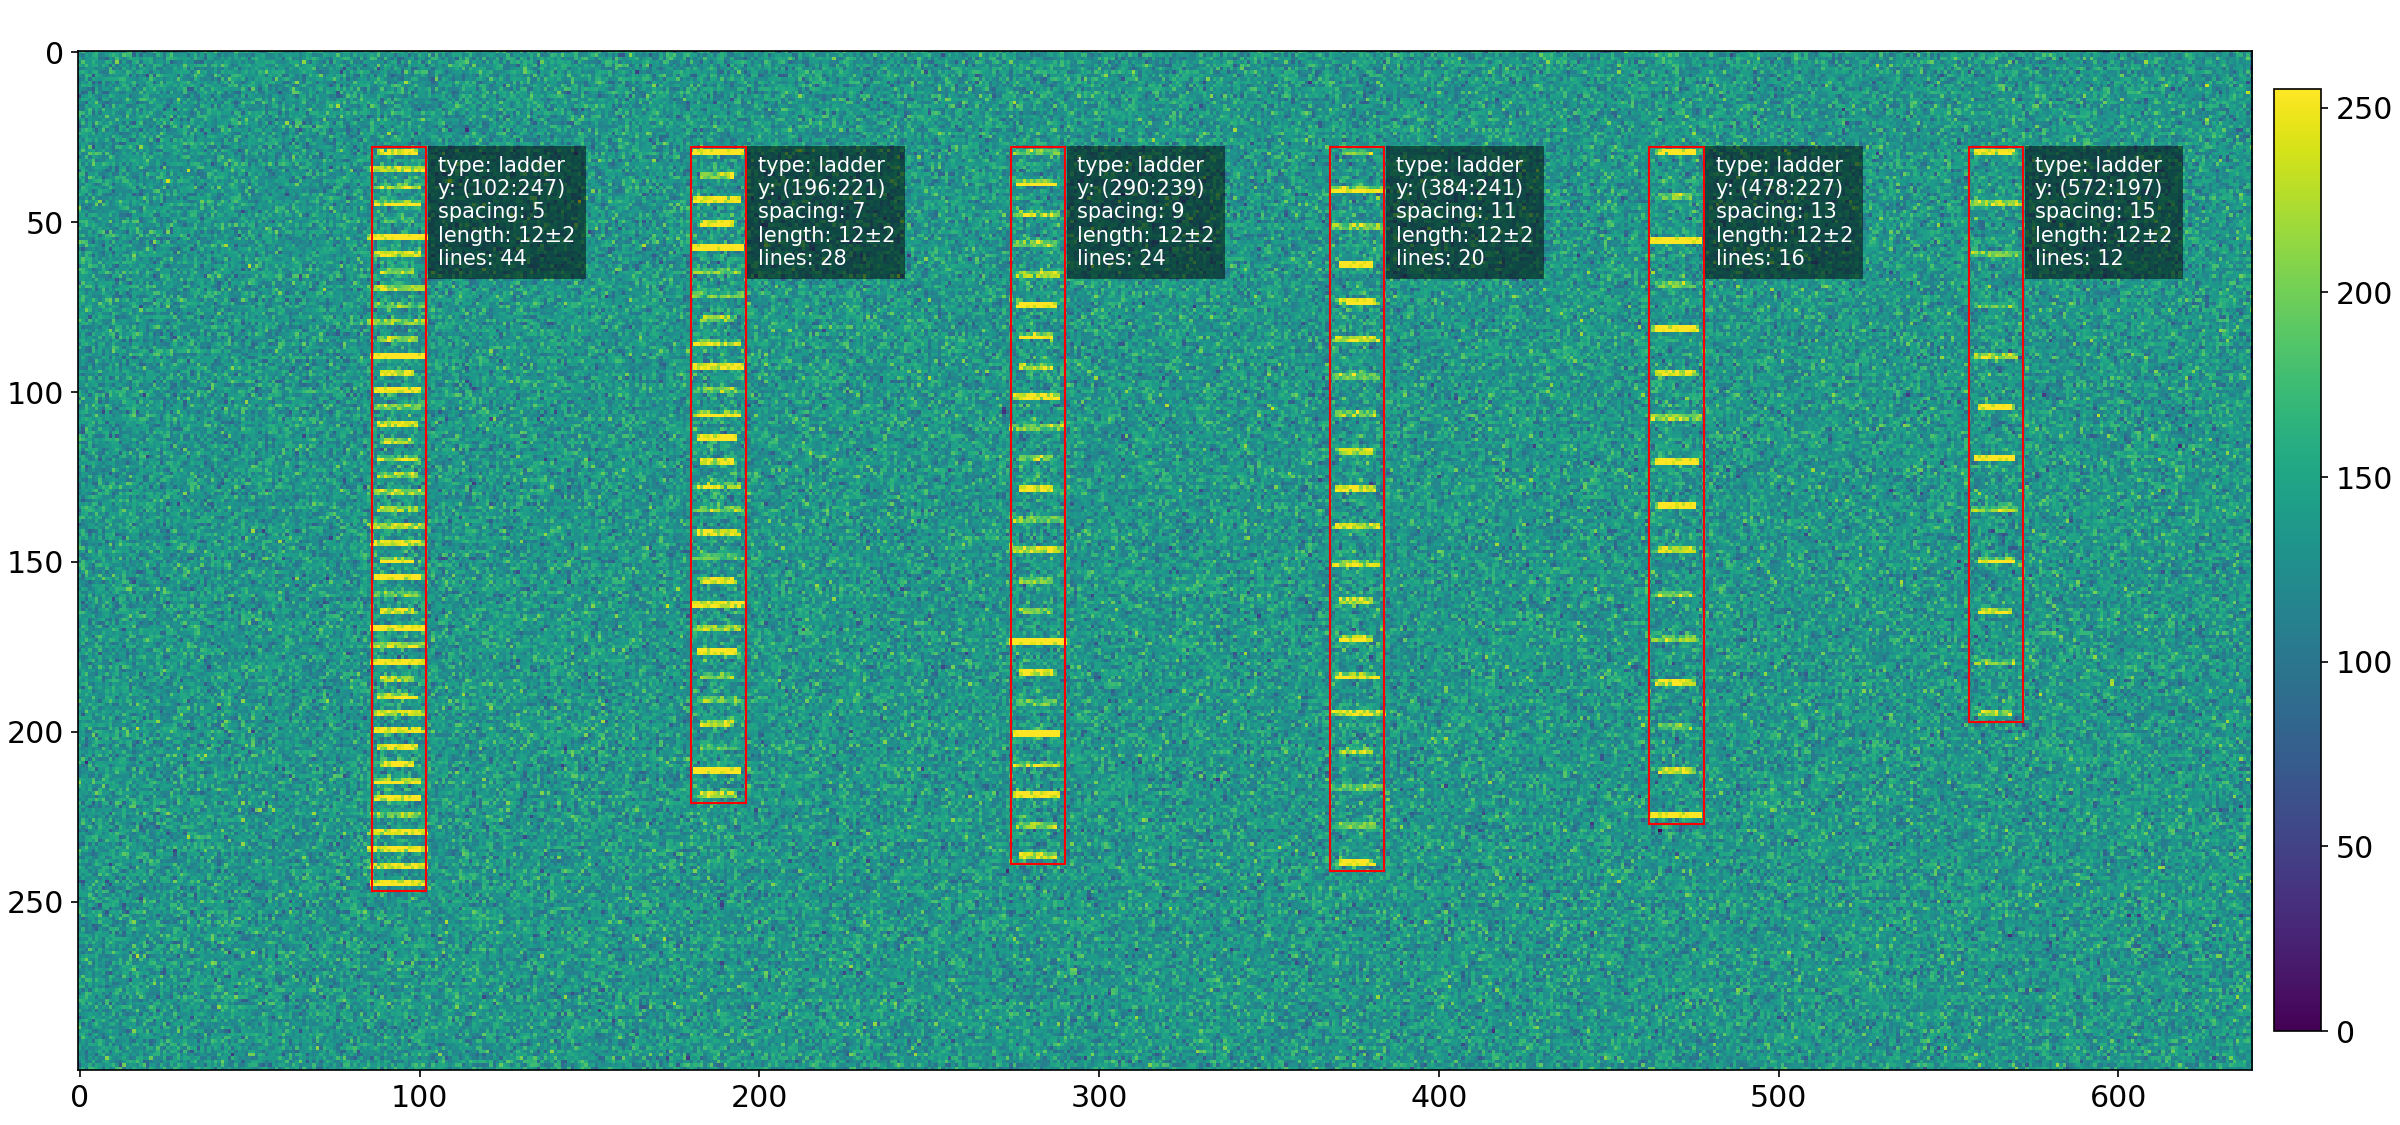 0
50
100
150
200
250
0
100
200
300
400
500
600
type: ladder
y: (102:247)
spacing: 5
length: 12±2
lines: 44
type: ladder
y: (196:221)
spacing: 7
length: 12±2
lines: 28
type: ladder
y: (290:239)
spacing: 9
length: 12±2
lines: 24
type: ladder
y: (384:241)
spacing: 11
length: 12±2
lines: 20
type: ladder
y: (478:227)
spacing: 13
length: 12±2
lines: 16
type: ladder
y: (572:197)
spacing: 15
length: 12±2
lines: 12
250
200
150
100
50
0